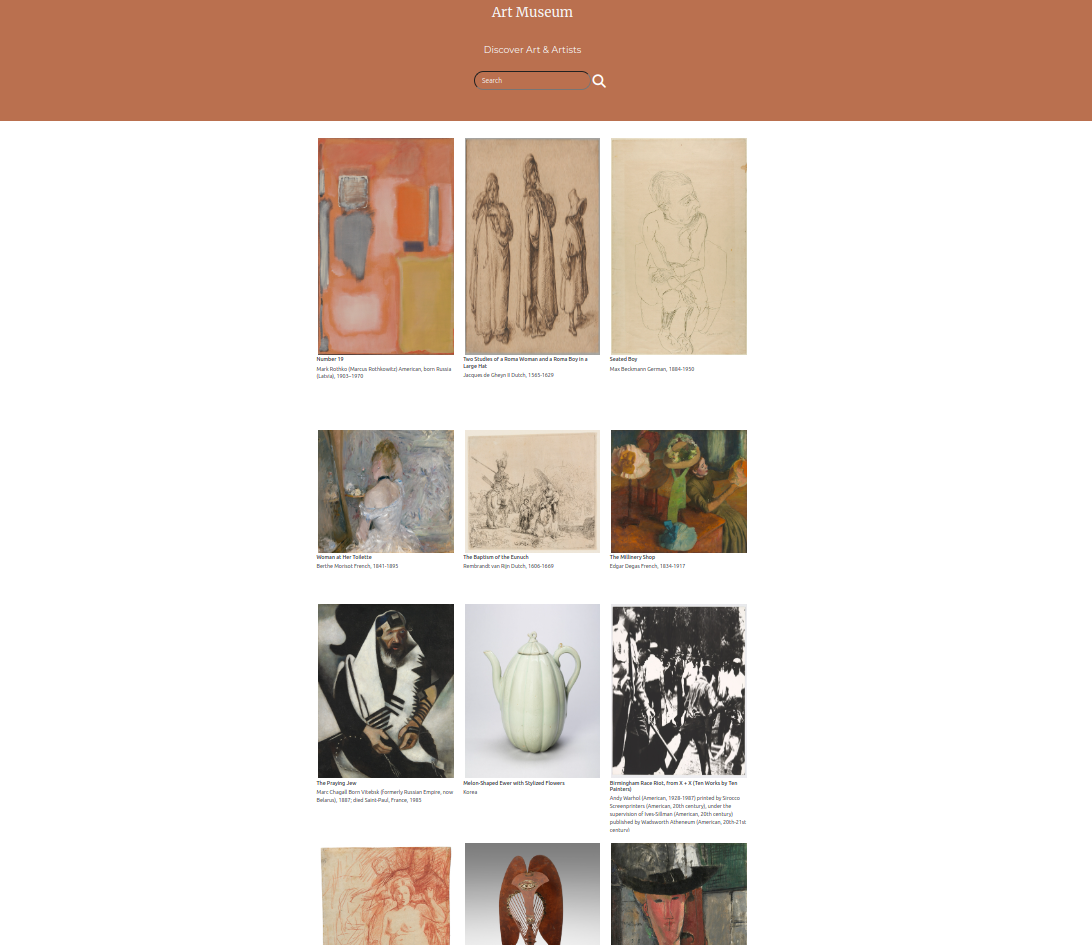 Art Museum
Discover Art & Artists
Search
Number 19
Mark Rothko (Marcus Rothkowitz) American, born Russia
(Latvia), 1903–1970
Two Studies of a Roma Woman and a Roma Boy in a
Large Hat
Jacques de Gheyn II Dutch, 1565-1629
Seated Boy
Max Beckmann German, 1884-1950
Woman at Her Toilette
Berthe Morisot French, 1841-1895
The Baptism of the Eunuch
Rembrandt van Rijn Dutch, 1606-1669
The Millinery Shop
Edgar Degas French, 1834-1917
The Praying Jew
Marc Chagall Born Vitebsk (formerly Russian Empire, now
Belarus), 1887; died Saint-Paul, France, 1985
Melon-Shaped Ewer with Stylized Flowers
Korea
Birmingham Race Riot, from X + X (Ten Works by Ten
Painters)
Andy Warhol (American, 1928-1987) printed by Sirocco
Screenprinters (American, 20th century), under the
supervision of Ives-Sillman (American, 20th century)
published by Wadsworth Atheneum (American, 20th-21st
century)